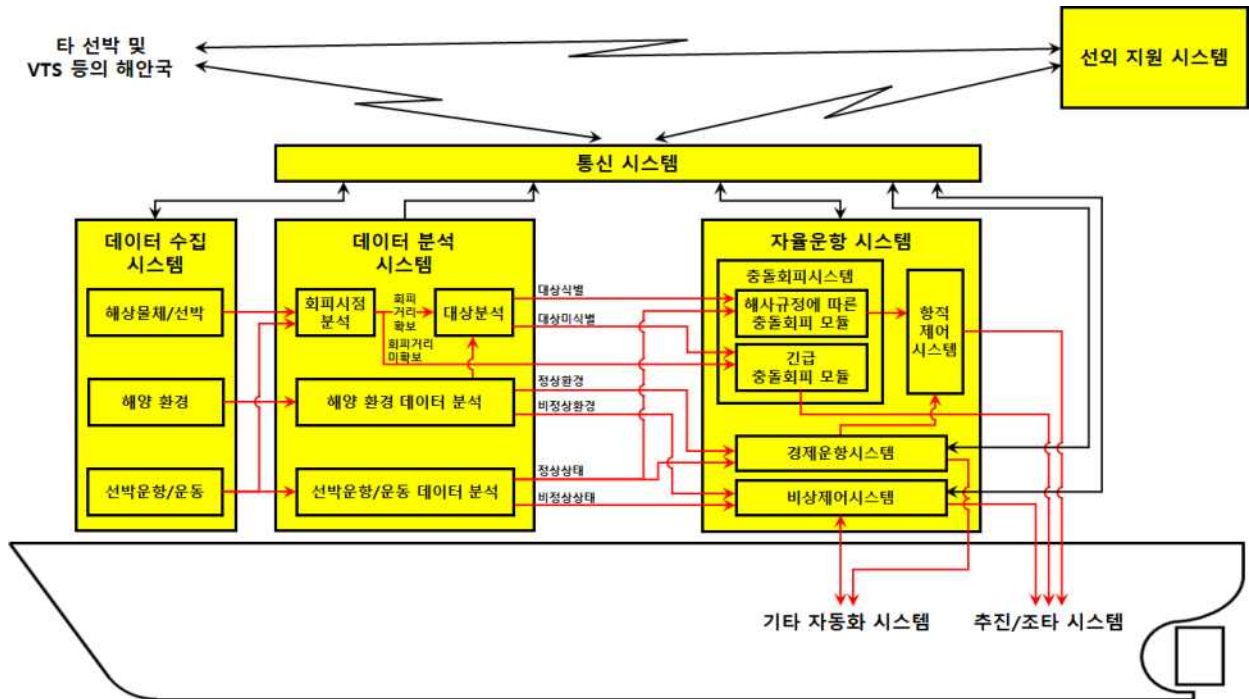 타 선박 및
VTS 등의 해안국
선외 지원 시스템
통신 시스템
데이터 수집
시스템
해상물체/선박
해양 환경
선박운항/운동
데이터 분석
시스템
회피시점
분석
회피
거리
확보
대상분석
회피거리
미확보
해양 환경 데이터 분석
선박운항/운동 데이터 분석
대상식별
대상미식별
정상환경
비정상환경
정상상태
비정상상태
자율운항 시스템
충돌회피시스템
해사규정에 따른
충돌회피 모듈
긴급
충돌회피 모듈
항적
제어
시스템
경제운항시스템
비상제어시스템
기타 자동화 시스템
추진/조타 시스템